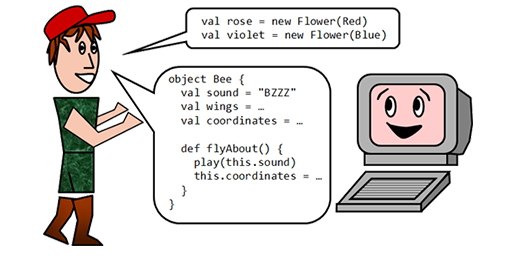 val rose = new Flower(Red)
val violet = new Flower(Blue)
object Bee {
  val sound = "BZZZ"
  val wings = …
  val coordinates = …

  def flyAbout() {
    play(this.sound)
    this.coordinates = …
  }
}